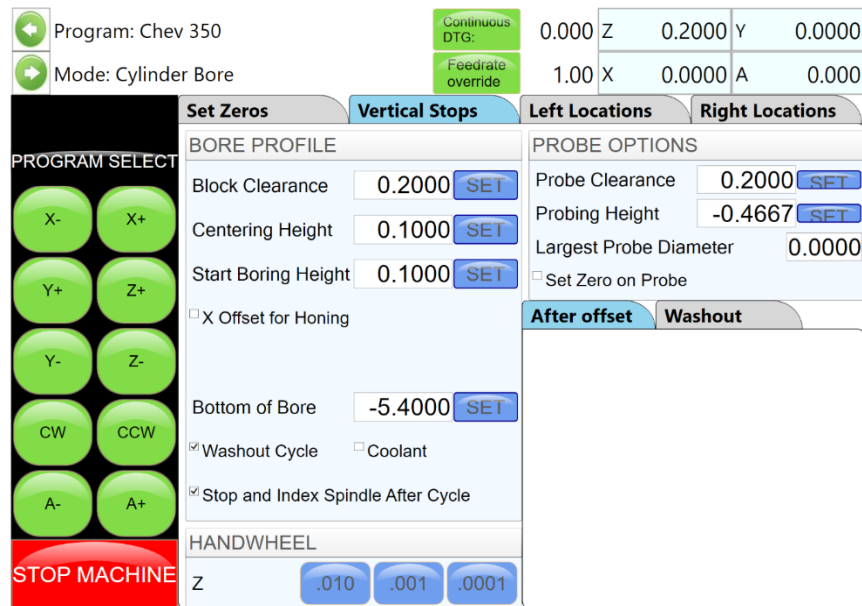 Program: Chev 350
Continuous DTG: 0.000 Z 0.2000 Y 0.0000
Mode: Cylinder Bore
Feedrate override 1.00 X 0.0000 A 0.000
Set Zeros Vertical Stops Left Locations Right Locations
PROGRAM SELECT
X- X+
Y+ Z+
Y- Z-
CW CCW
A- A+
STOP MACHINE
BORE PROFILE
Block Clearance 0.2000 SET
Centering Height 0.1000 SET
Start Boring Height 0.1000 SET
X Offset for Honing
Bottom of Bore -5.4000 SET
Washout Cycle Coolant
Stop and Index Spindle After Cycle
HANDWHEEL
Z .010 .001 .0001
PROBE OPTIONS
Probe Clearance 0.2000 SET
Probing Height -0.4667 SET
Largest Probe Diameter 0.0000
Set Zero on Probe
After offset Washout